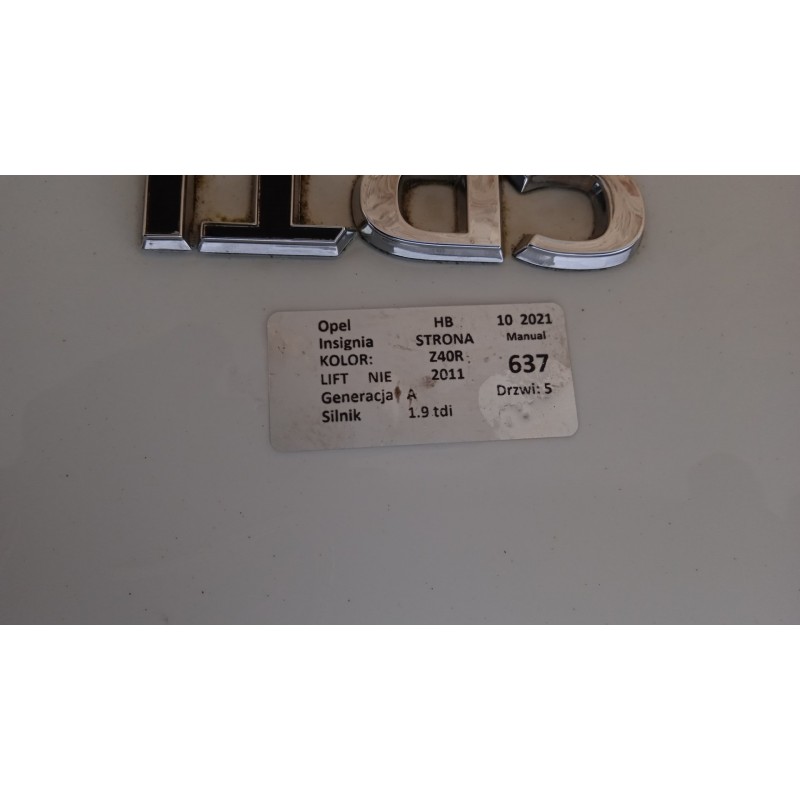 Opel HB 10 2021
Insignia STRONA Manual
KOLOR: Z40R 637
LIFT NIE 2011
Generacja A Drzwi: 5
Silnik 1.9 tdi